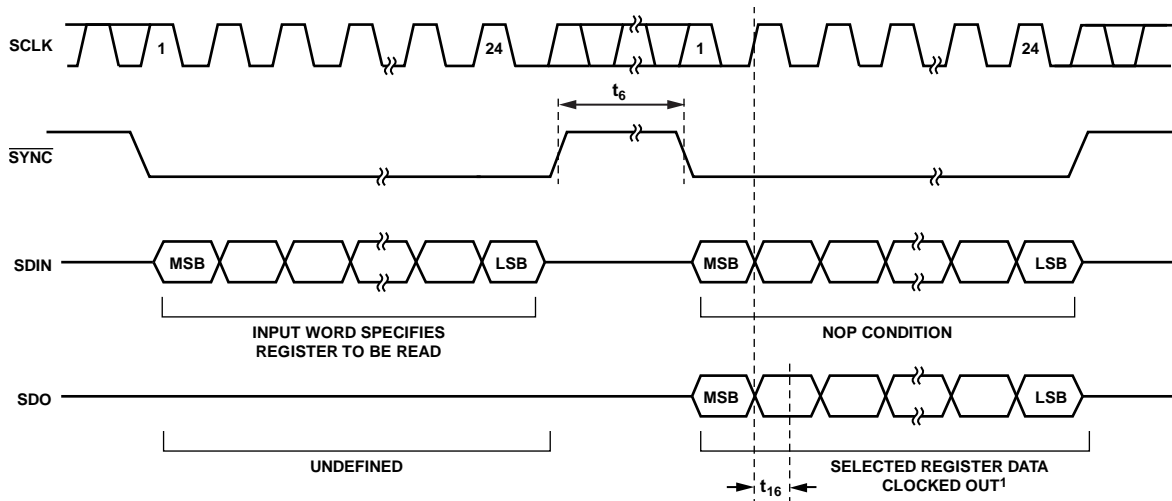 SCLK
1
24
1
24
t6
SYNC
SDIN
MSB
LSB
MSB
LSB
INPUT WORD SPECIFIES
REGISTER TO BE READ
NOP CONDITION
SDO
MSB
LSB
UNDEFINED
SELECTED REGISTER DATA
CLOCKED OUT1
t16